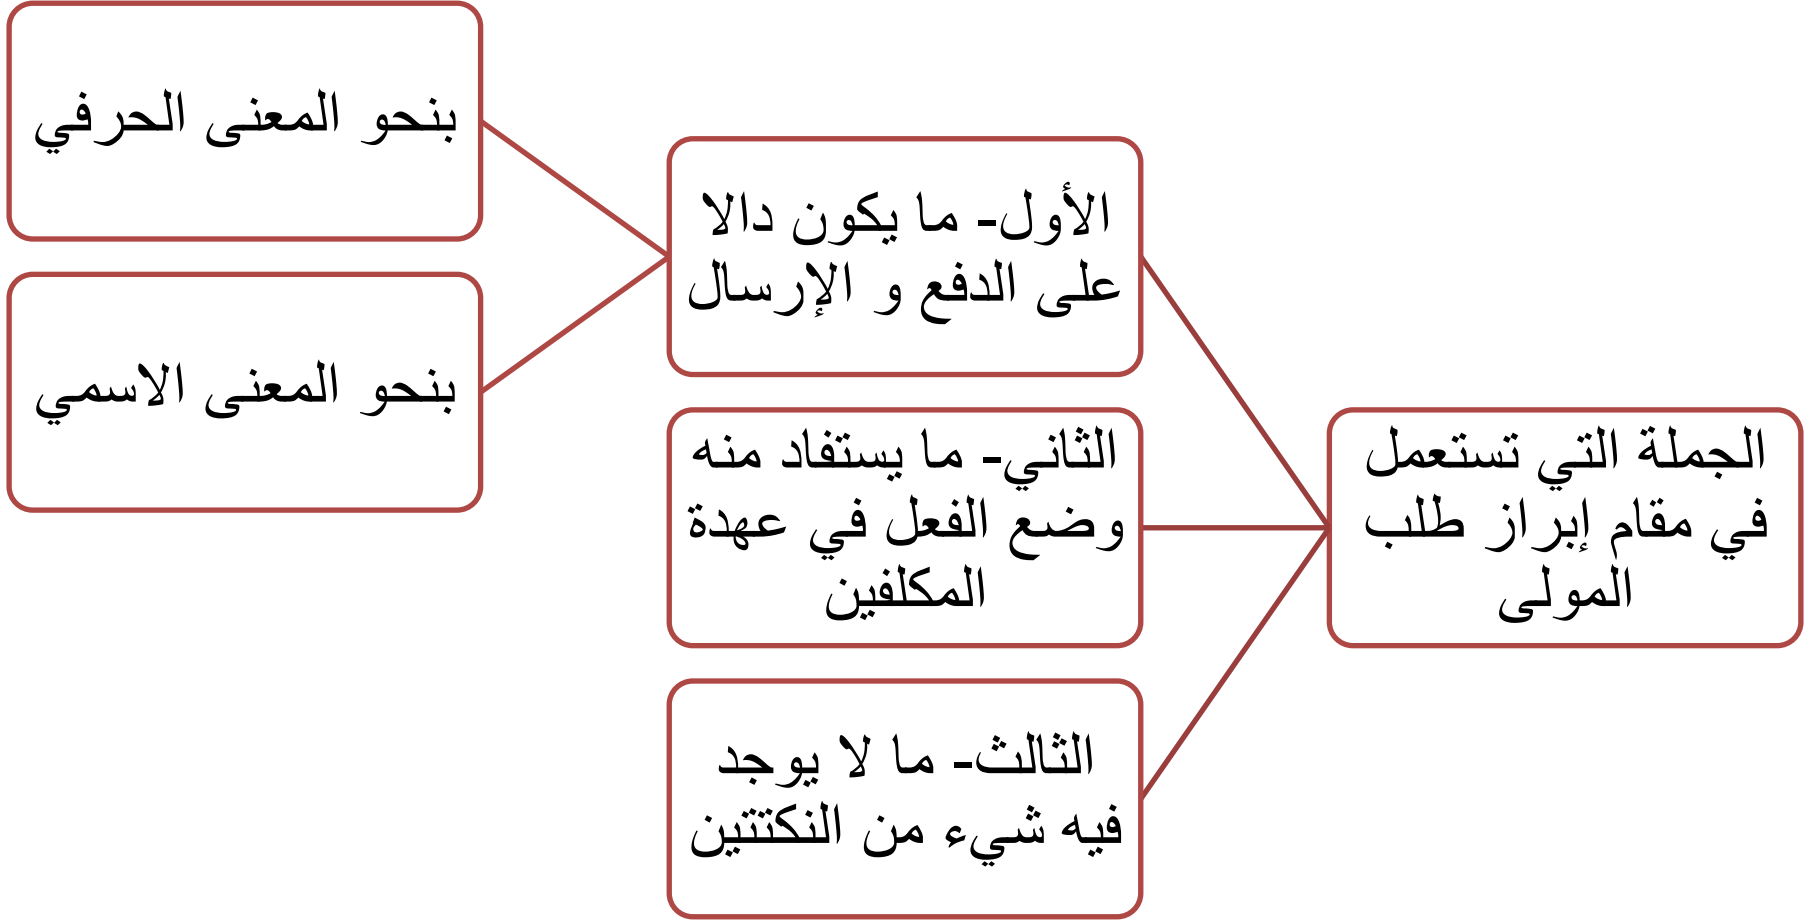 الجملة التي تستعمل
في مقام إبراز طلب
المولى
الأول- ما يكون دالا
على الدفع و الإرسال
بنحو المعنى الحرفي
بنحو المعنى الاسمي
الثاني- ما يستفاد منه
وضع الفعل في عهدة
المكلفين
الثالث- ما لا يوجد
فيه شيء من النكتتين